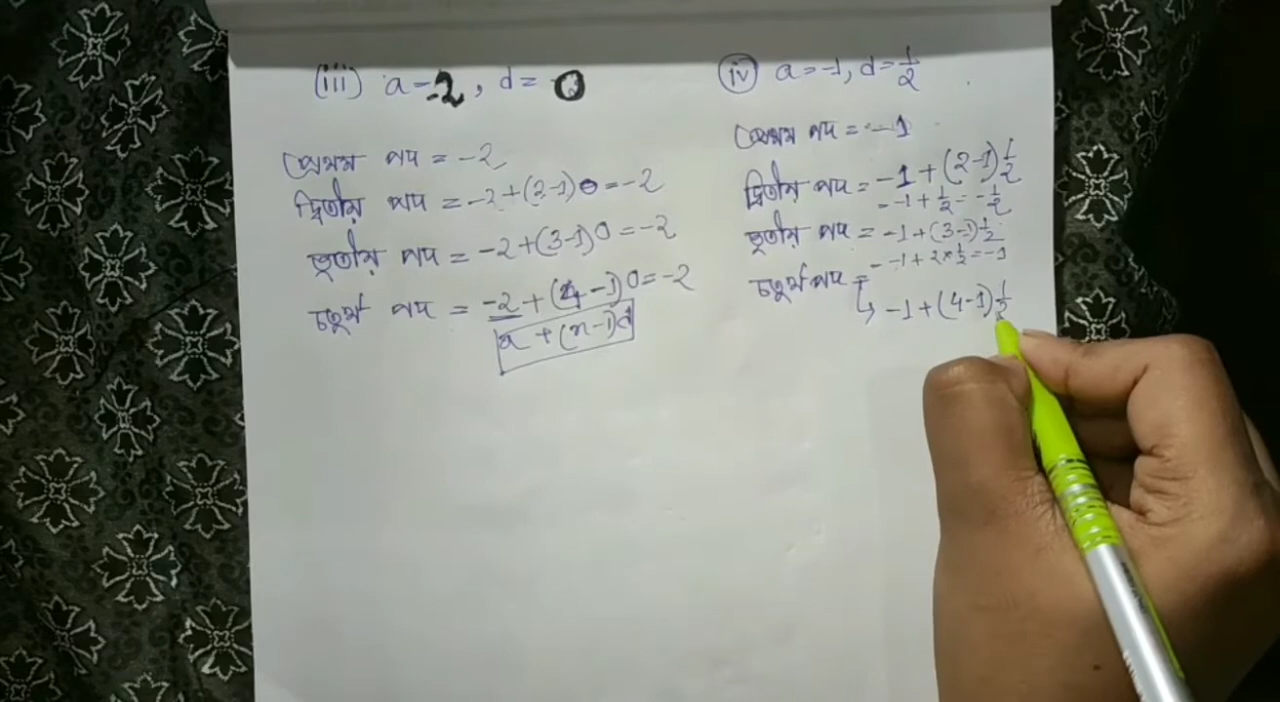 (iii) a=-2, d= 0
প্রথম পদ = -2
দ্বিতীয় পদ = -2+(2-1)0=-2
তৃতীয় পদ = -2+(3-1)0=-2
চতুর্থ পদ = -2+(4-1)0=-2
a+(n-1)d
(iv) a=-1, d=1/2
প্রথম পদ = -1
দ্বিতীয় পদ = -1+(2-1)1/2
= -1+1/2=-1/2
তৃতীয় পদ = -1+(3-1)1/2
= -1+2×1/2=-1
চতুর্থ পদ =
↳ -1+(4-1)1/2